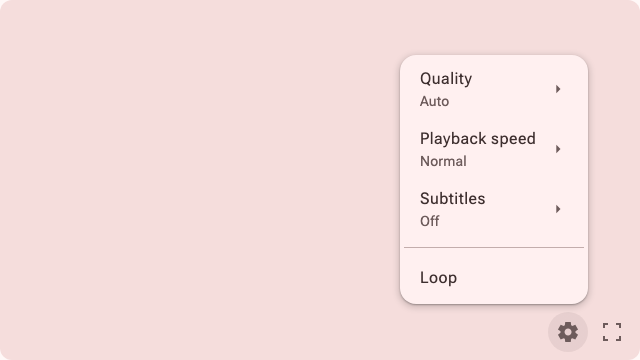 Quality
Auto
Playback speed
Normal
Subtitles
Off
Loop